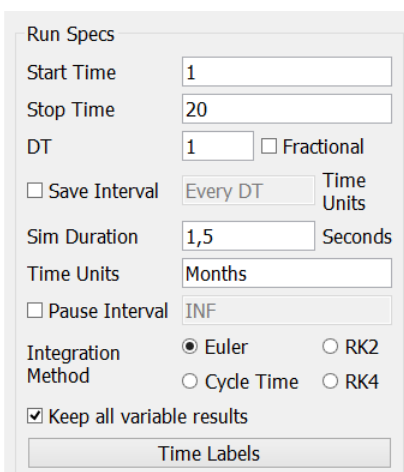 Run Specs
Start Time 1
Stop Time 20
DT 1 Fractional
Save Interval Every DT Time Units
Sim Duration 1,5 Seconds
Time Units Months
Pause Interval INF
Integration Method Euler RK2
Cycle Time RK4
Keep all variable results
Time Labels